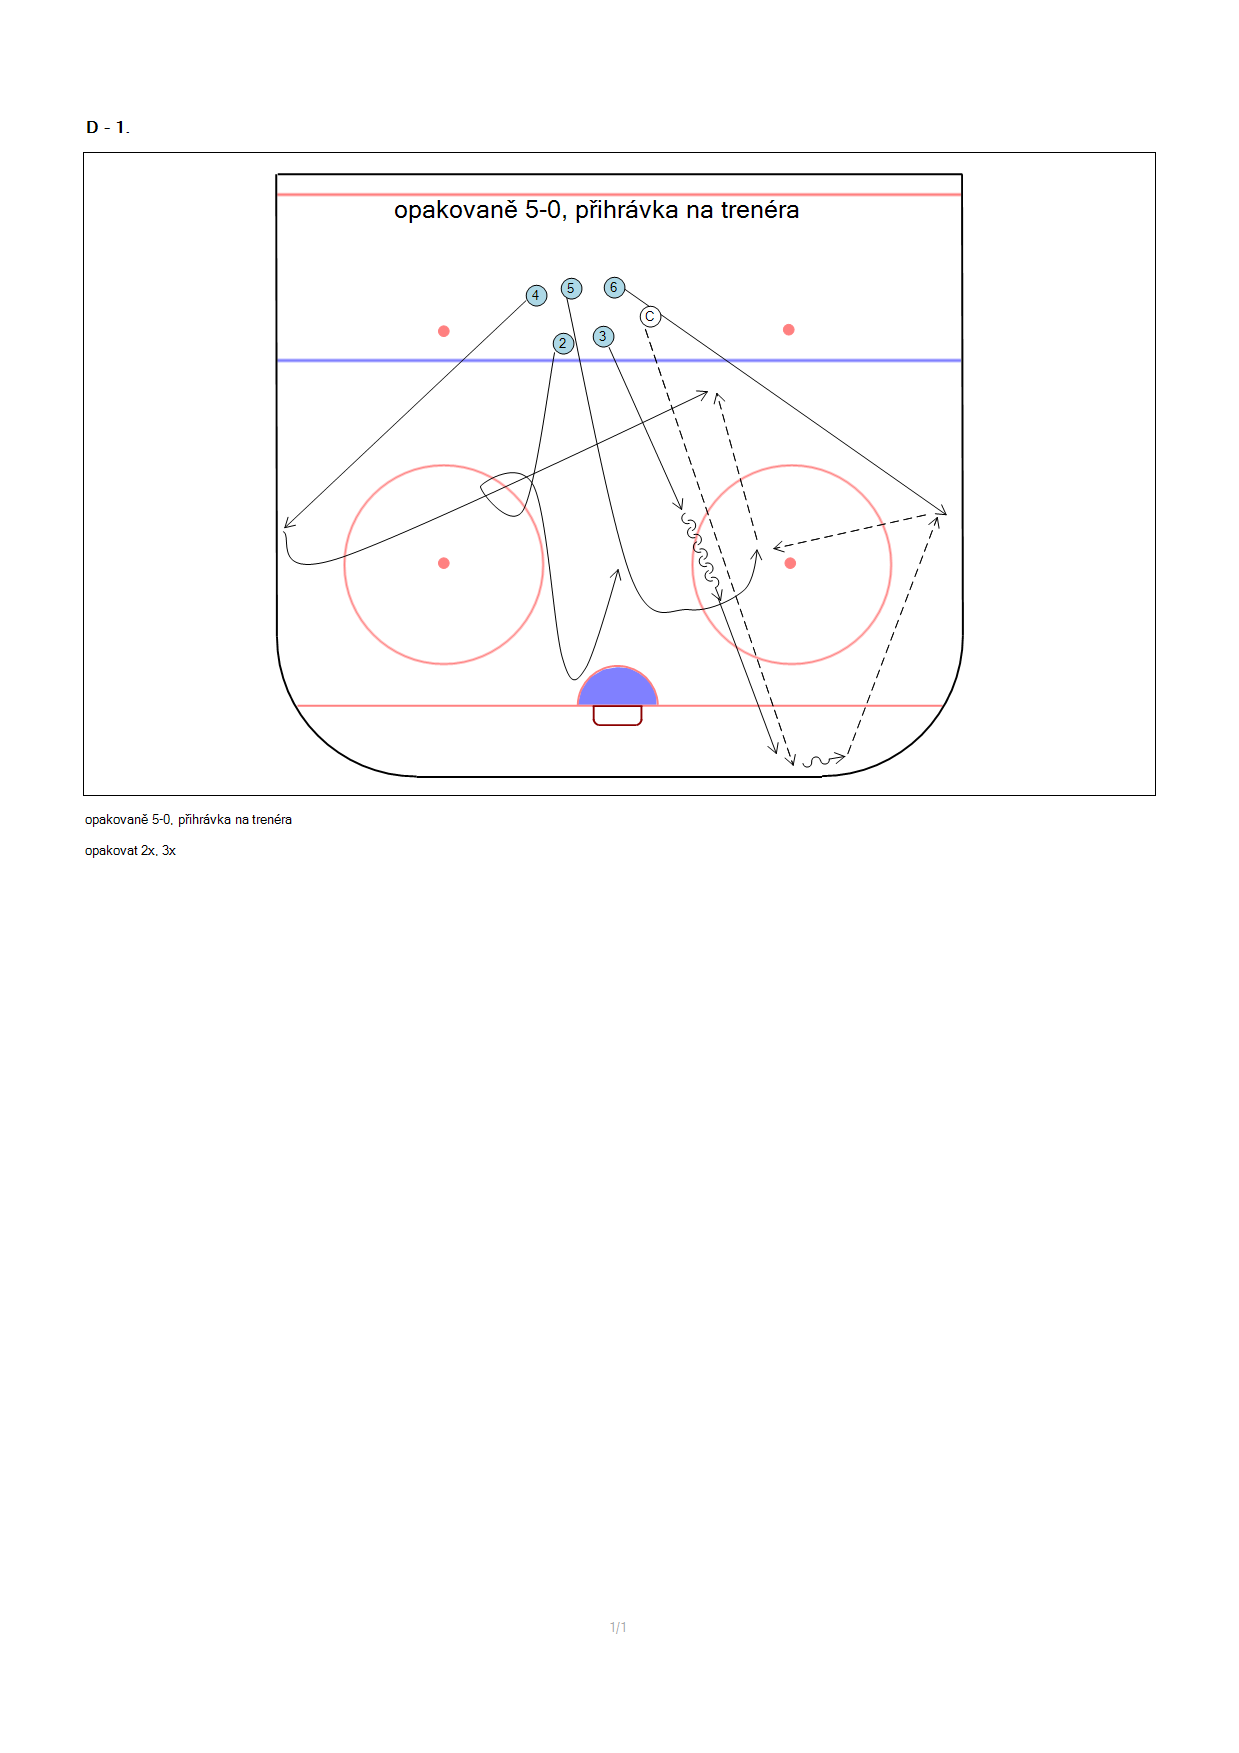 D - 1.
opakovaně 5-0, přihrávka na trenéra
4 5 6
C
2 3
opakovaně 5-0, přihrávka na trenéra
opakovat 2x, 3x
1/1